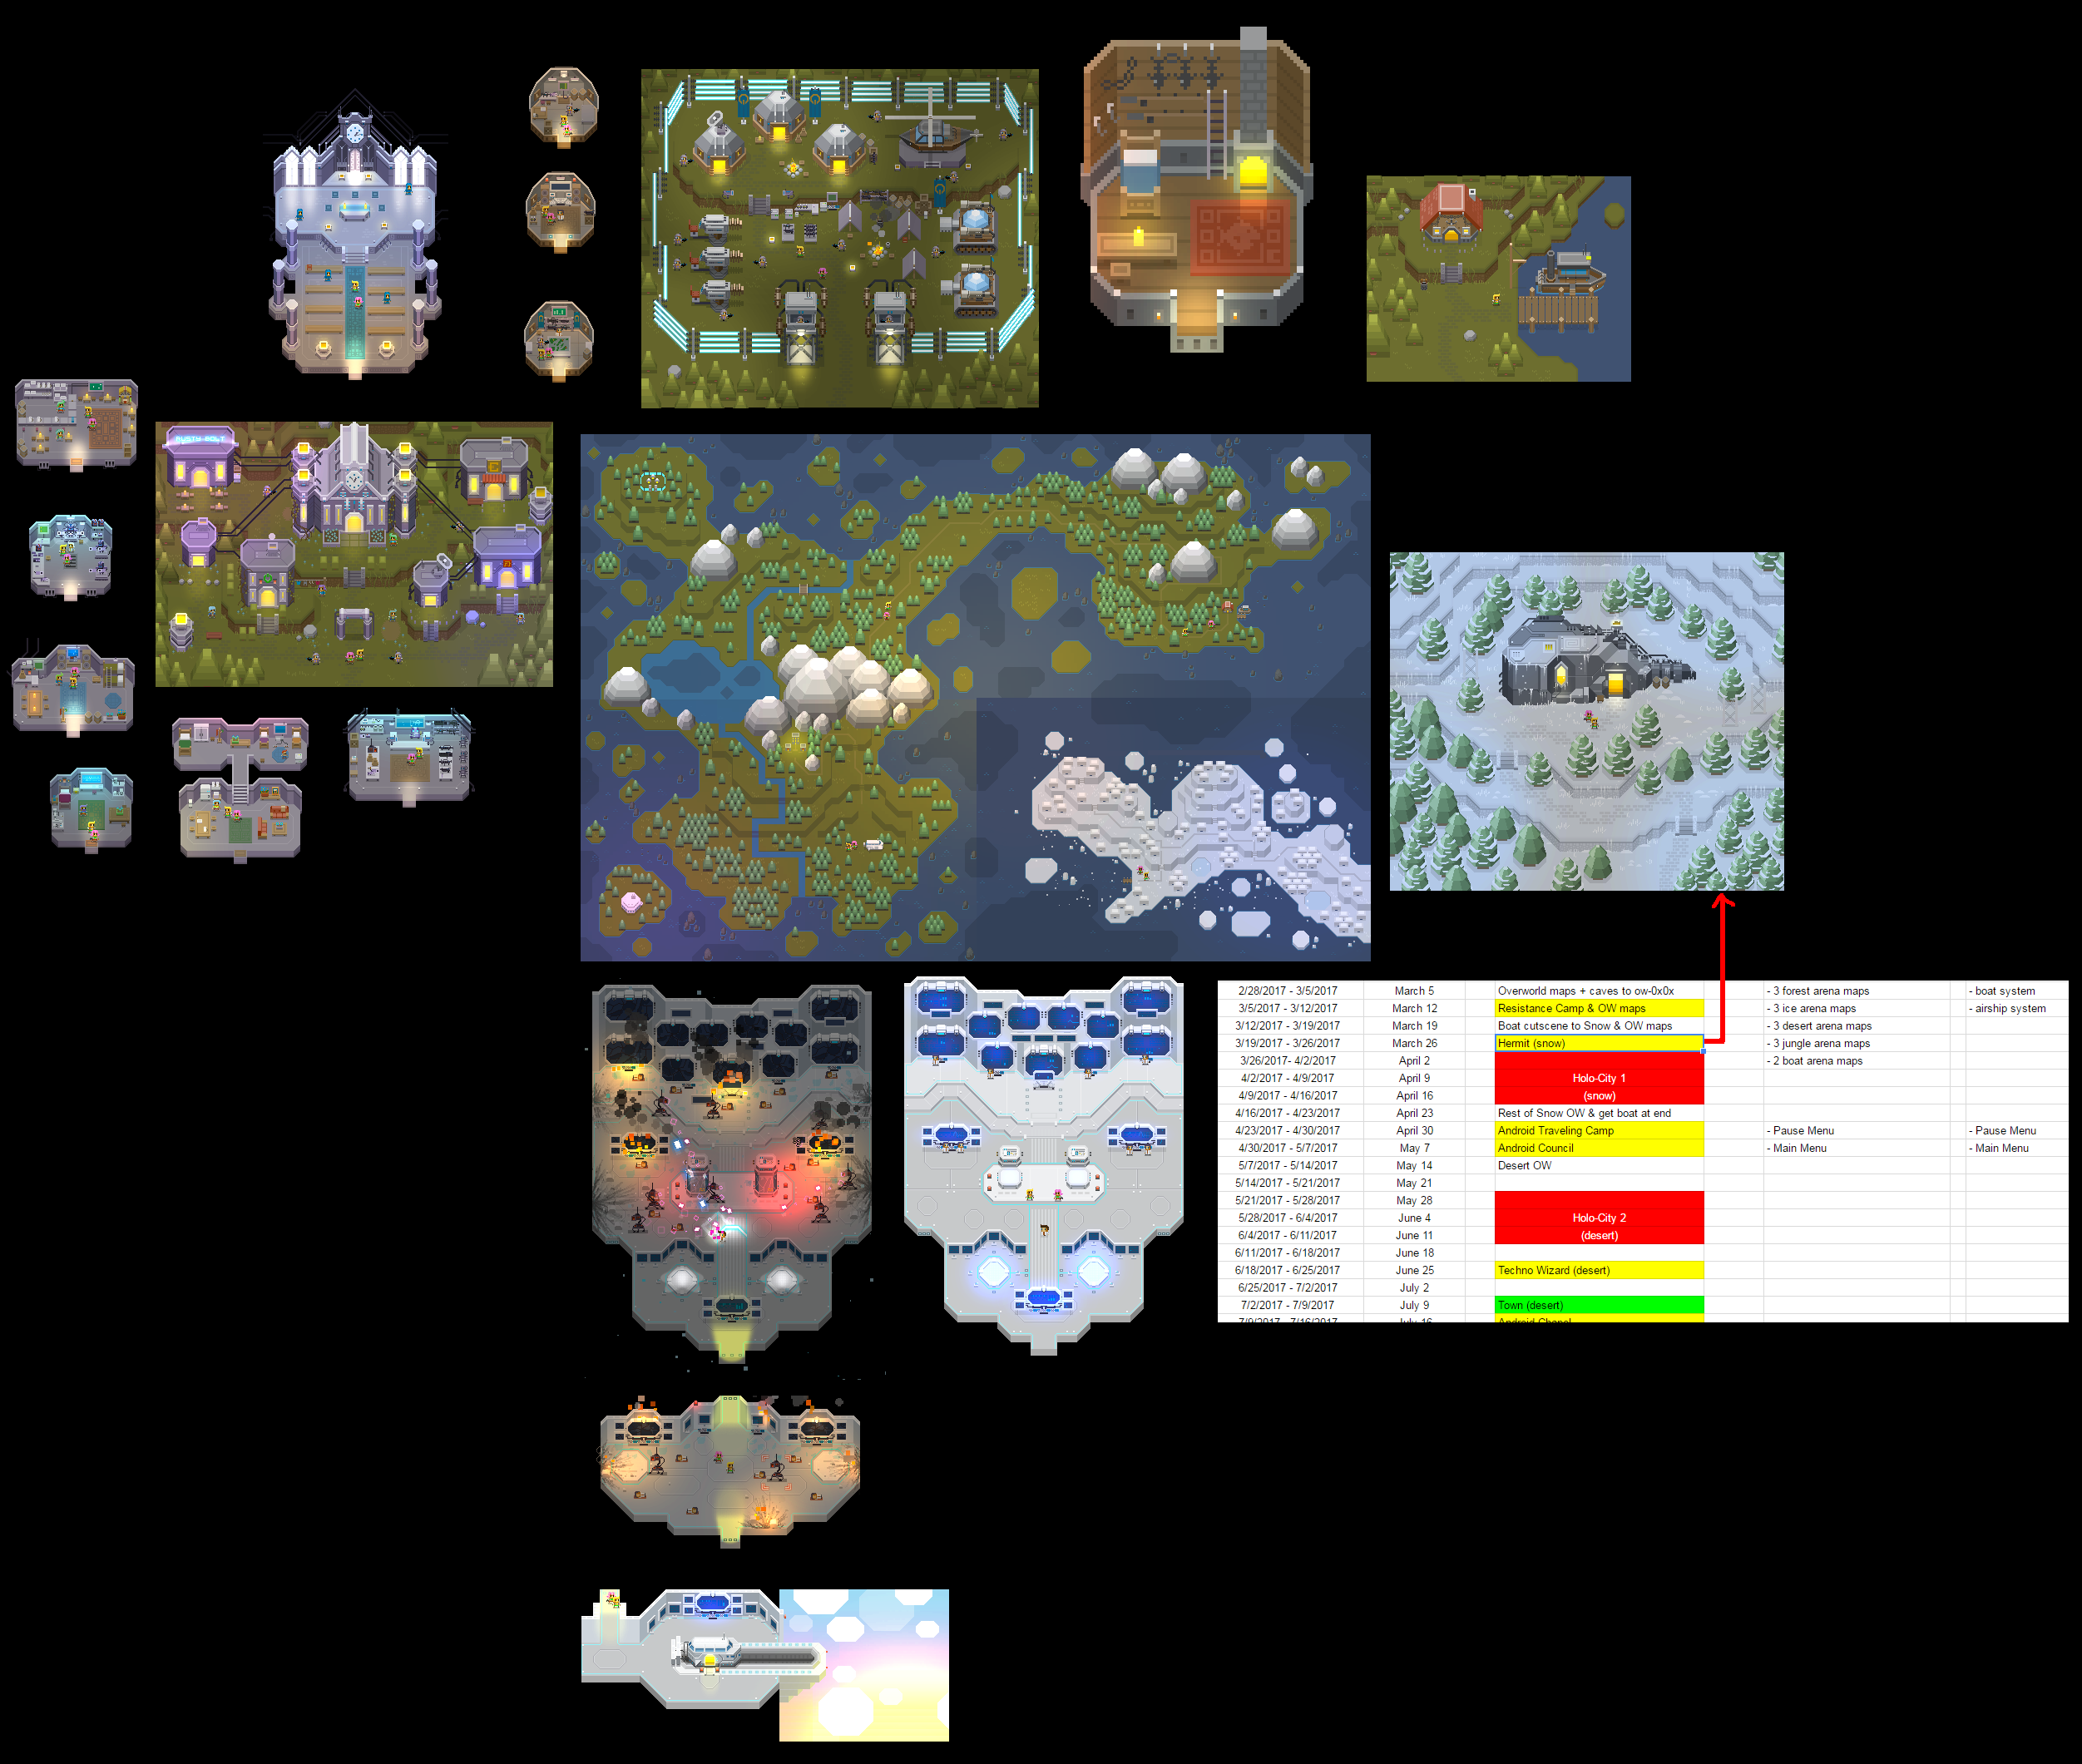 RUSTY BOLT
2/28/2017 - 3/5/2017 March 5 Overworld maps + caves to ow-0x0x - 3 forest arena maps - boat system
3/5/2017 - 3/12/2017 March 12 Resistance Camp & OW maps - 3 ice arena maps - airship system
3/12/2017 - 3/19/2017 March 19 Boat cutscene to Snow & OW maps - 3 desert arena maps
3/19/2017 - 3/26/2017 March 26 Hermit (snow) - 3 jungle arena maps
3/26/2017- 4/2/2017 April 2 - 2 boat arena maps
4/2/2017 - 4/9/2017 April 9 Holo-City 1
4/9/2017 - 4/16/2017 April 16 (snow)
4/16/2017 - 4/23/2017 April 23 Rest of Snow OW & get boat at end
4/23/2017 - 4/30/2017 April 30 Android Traveling Camp - Pause Menu - Pause Menu
4/30/2017 - 5/7/2017 May 7 Android Council - Main Menu - Main Menu
5/7/2017 - 5/14/2017 May 14 Desert OW
5/14/2017 - 5/21/2017 May 21
5/21/2017 - 5/28/2017 May 28
5/28/2017 - 6/4/2017 June 4 Holo-City 2
6/4/2017 - 6/11/2017 June 11 (desert)
6/11/2017 - 6/18/2017 June 18
6/18/2017 - 6/25/2017 June 25 Techno Wizard (desert)
6/25/2017 - 7/2/2017 July 2
7/2/2017 - 7/9/2017 July 9 Town (desert)
7/9/2017 - 7/16/2017 July 16 Android Chapel